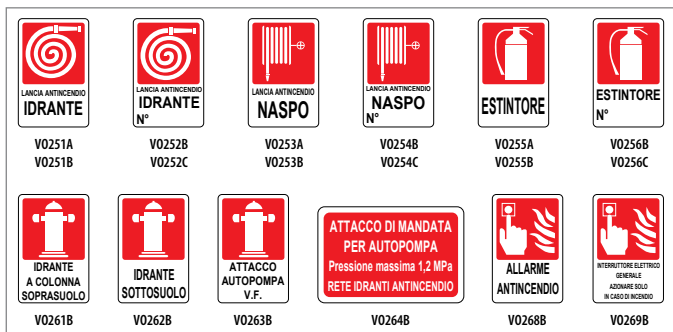 LANCIA ANTINCENDIO
IDRANTE
V0251A
V0251B
LANCIA ANTINCENDIO
IDRANTE
N°
V0252B
V0252C
LANCIA ANTINCENDIO
NASPO
V0253A
V0253B
LANCIA ANTINCENDIO
NASPO
N°
V0254B
V0254C
ESTINTORE
V0255A
V0255B
ESTINTORE
N°
V0256B
V0256C
IDRANTE
A COLONNA
SOPRASUOLO
V0261B
IDRANTE
SOTTOSUOLO
V0262B
ATTACCO
AUTOPOMPA
V.F.
V0263B
ATTACCO DI MANDATA
PER AUTOPOMPA
Pressione massima 1,2 MPa
RETE IDRANTI ANTINCENDIO
V0264B
ALLARME
ANTINCENDIO
V0268B
INTERRUTTORE ELETTRICO
GENERALE
AZIONARE SOLO
IN CASO DI INCENDIO
V0269B